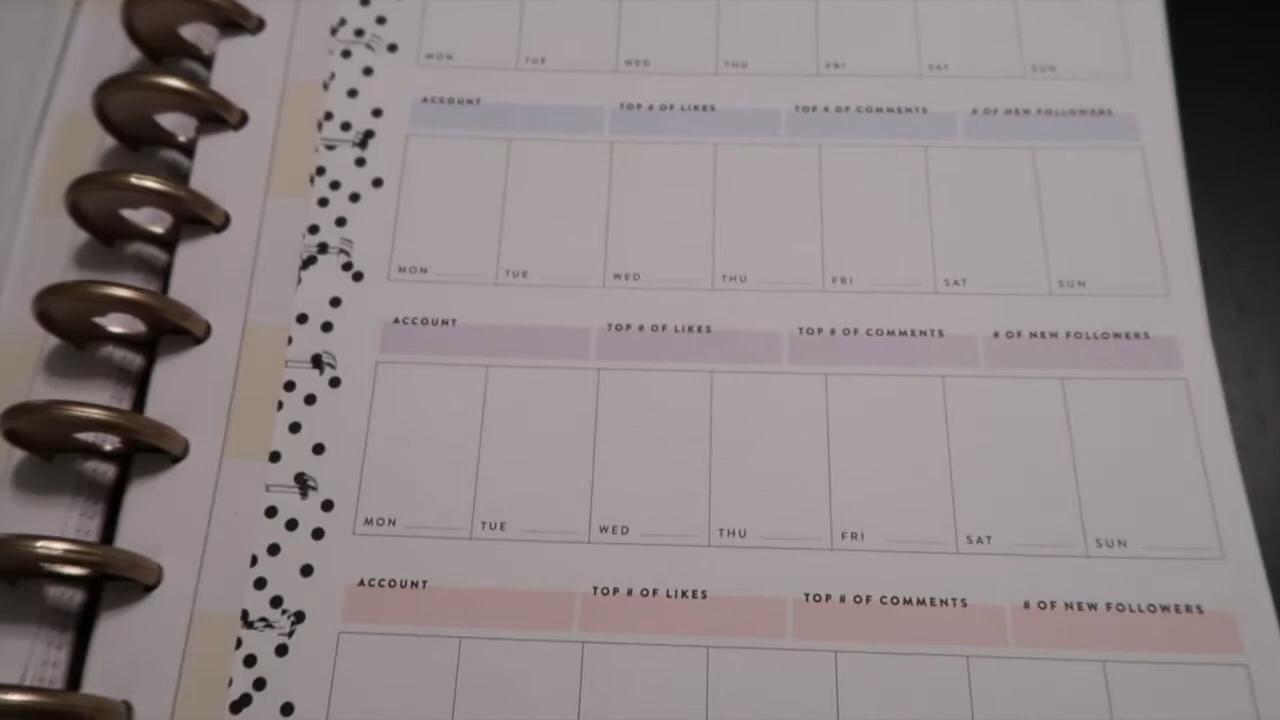 MON TUE WED THU FRI SAT SUN
ACCOUNT TOP # OF LIKES TOP # OF COMMENTS # OF NEW FOLLOWERS
MON TUE WED THU FRI SAT SUN
ACCOUNT TOP # OF LIKES TOP # OF COMMENTS # OF NEW FOLLOWERS
MON TUE WED THU FRI SAT SUN
ACCOUNT TOP # OF LIKES TOP # OF COMMENTS # OF NEW FOLLOWERS